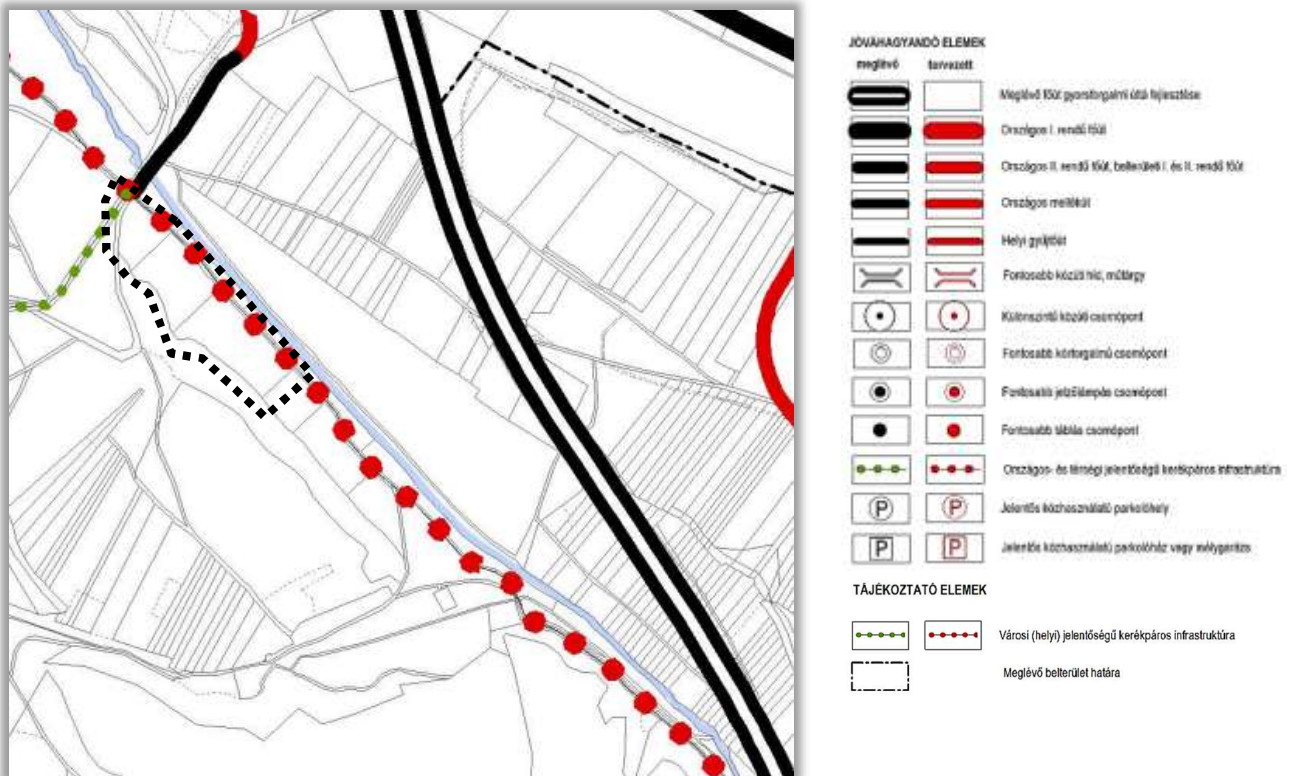 JÓVÁHAGYANDÓ ELEMEK
meglévő tervezett
Meglévő főút gyorsforgalmi úttá fejlesztése
Országos I. rendű főút
Országos II. rendű főút, belterületi I. és II. rendű főút
Országos mellékút
Helyi gyűjtőút
Fontosabb közúti híd, műtárgy
Különszintű közúti csomópont
Fontosabb körforgalmú csomópont
Fontosabb jelzőlámpás csomópont
Fontosabb táblás csomópont
Országos- és térségi jelentőségű kerékpáros infrastruktúra
P P Jelentős közhasználatú parkolóhely
P P Jelentős közhasználatú parkolóház vagy mélygarázs
TÁJÉKOZTATÓ ELEMEK
Városi (helyi) jelentőségű kerékpáros infrastruktúra
Meglévő belterület határa